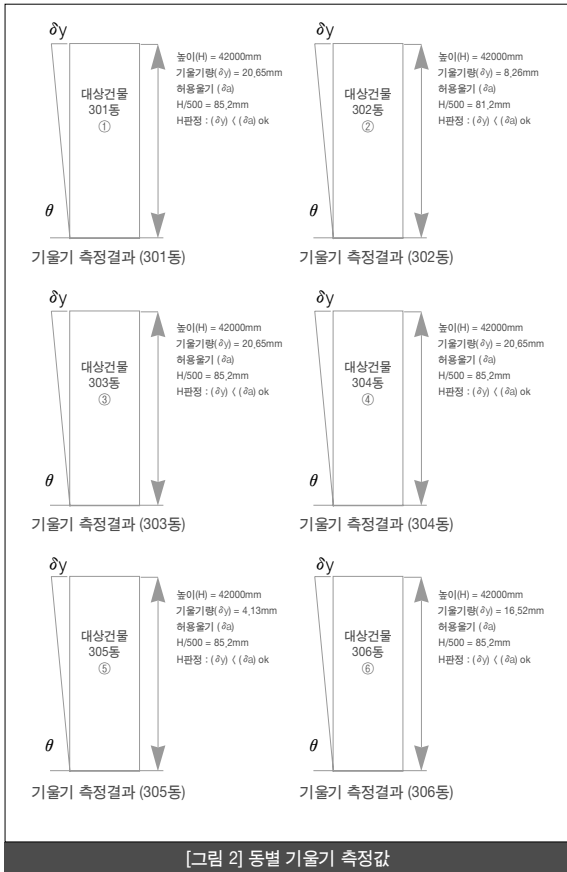 δy
높이(H) = 42000mm
기울기량(∂y) = 20,65mm
허용울기 (∂a)
H/500 = 85,2mm
H판정 : (∂y) < (∂a) ok
대상건물
301동
①
θ
기울기 측정결과 (301동)
δy
높이(H) = 42000mm
기울기량(∂y) = 8,26mm
허용울기 (∂a)
H/500 = 81,2mm
H판정 : (∂y) < (∂a) ok
대상건물
302동
②
θ
기울기 측정결과 (302동)
δy
높이(H) = 42000mm
기울기량(∂y) = 20,65mm
허용울기 (∂a)
H/500 = 85,2mm
H판정 : (∂y) < (∂a) ok
대상건물
303동
③
θ
기울기 측정결과 (303동)
δy
높이(H) = 42000mm
기울기량(∂y) = 20,65mm
허용울기 (∂a)
H/500 = 85,2mm
H판정 : (∂y) < (∂a) ok
대상건물
304동
④
θ
기울기 측정결과 (304동)
δy
높이(H) = 42000mm
기울기량(∂y) = 4,13mm
허용울기 (∂a)
H/500 = 85,2mm
H판정 : (∂y) < (∂a) ok
대상건물
305동
⑤
θ
기울기 측정결과 (305동)
δy
높이(H) = 42000mm
기울기량(∂y) = 16,52mm
허용울기 (∂a)
H/500 = 85,2mm
H판정 : (∂y) < (∂a) ok
대상건물
306동
⑥
θ
기울기 측정결과 (306동)
[그림 2] 동별 기울기 측정값